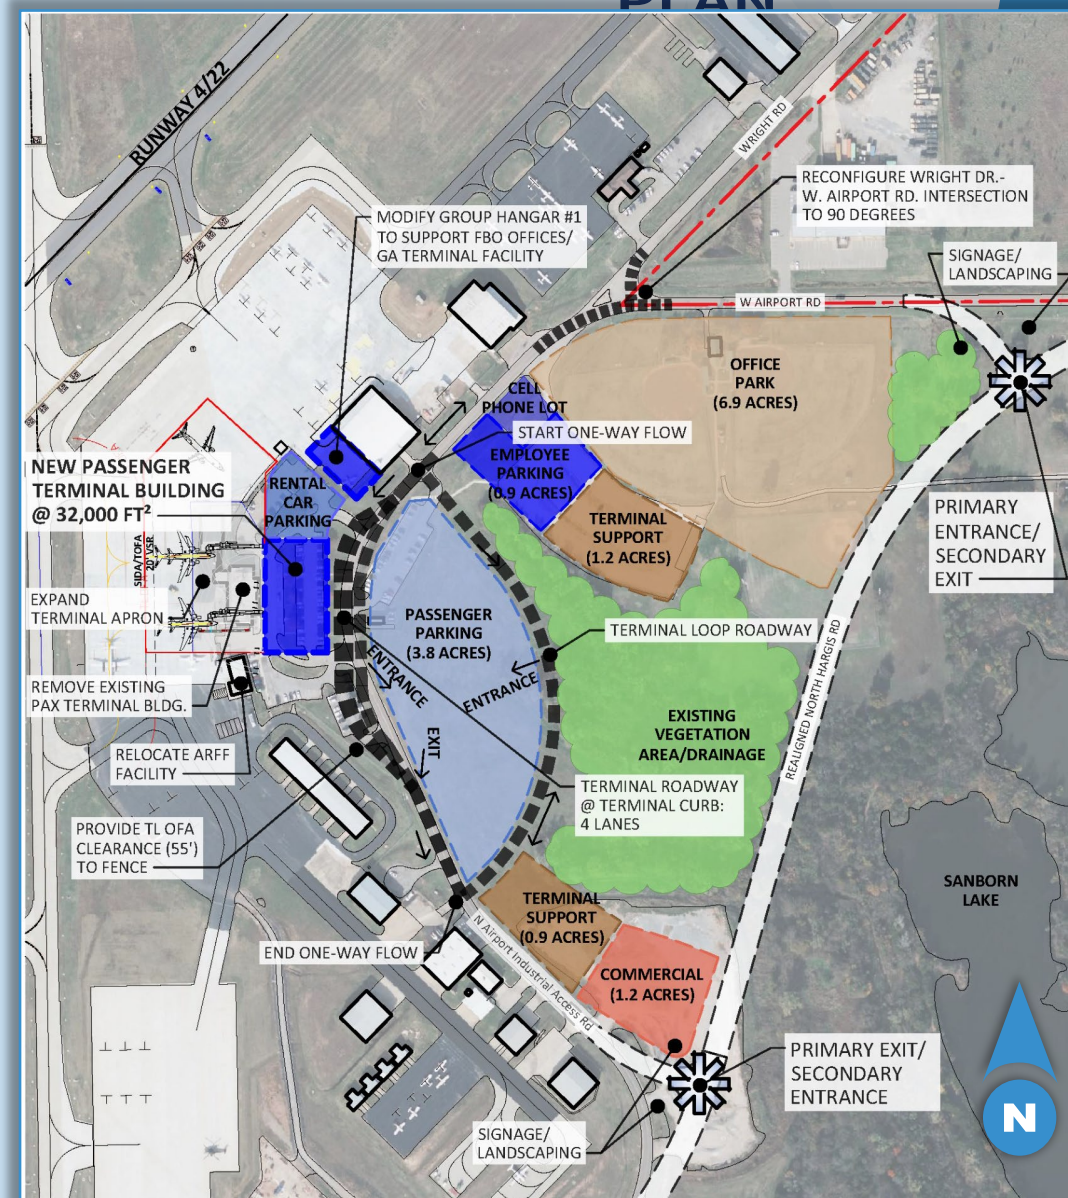 PLAN
RUNWAY 4/22
WRIGHT RD
RECONFIGURE WRIGHT DR.-
W. AIRPORT RD. INTERSECTION
TO 90 DEGREES
MODIFY GROUP HANGAR #1
TO SUPPORT FBO OFFICES/
GA TERMINAL FACILITY
SIGNAGE/
LANDSCAPING
W AIRPORT RD
OFFICE
PARK
(6.9 ACRES)
CELL
PHONE LOT
START ONE-WAY FLOW
EMPLOYEE
PARKING
(0.9 ACRES)
NEW PASSENGER
TERMINAL BUILDING
@ 32,000 FT²
RENTAL
CAR
PARKING
TERMINAL
SUPPORT
(1.2 ACRES)
PRIMARY
ENTRANCE/
SECONDARY
EXIT
SIDA/TOFA
20' VSR
EXPAND
TERMINAL APRON
PASSENGER
PARKING
(3.8 ACRES)
TERMINAL LOOP ROADWAY
ENTRANCE
ENTRANCE
REMOVE EXISTING
PAX TERMINAL BLDG.
EXISTING
VEGETATION
AREA/DRAINAGE
REALIGNED NORTH HARGIS RD
EXIT
RELOCATE ARFF
FACILITY
TERMINAL ROADWAY
@ TERMINAL CURB:
4 LANES
PROVIDE TL OFA
CLEARANCE (55')
TO FENCE
SANBORN
LAKE
TERMINAL
SUPPORT
(0.9 ACRES)
END ONE-WAY FLOW
N Airport Industrial Access Rd
COMMERCIAL
(1.2 ACRES)
PRIMARY EXIT/
SECONDARY
ENTRANCE
N
SIGNAGE/
LANDSCAPING